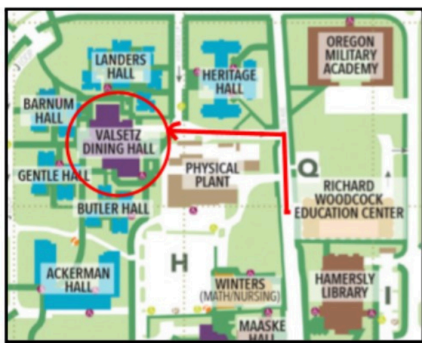 LANDERS
HALL
HERITAGE
HALL
OREGON
MILITARY
ACADEMY
BARNUM
HALL
VALSETZ
DINING HALL
PHYSICAL
PLANT
Q
GENTLE HALL
RICHARD
WOODCOCK
EDUCATION CENTER
BUTLER HALL
H
ACKERMAN
HALL
WINTERS
(MATH/NURSING)
HAMERSLY
LIBRARY
I
MAASKE
HALL